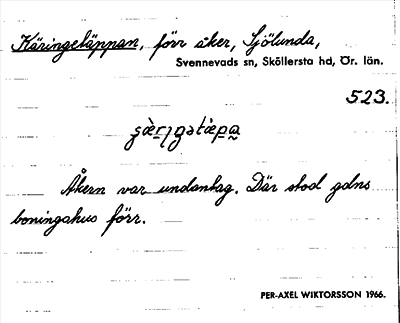 Käringetäppan, förr åker, Sjölunda,
Svennevads sn, Sköllersta hd, Ör. län.
523.
Åkern var undantag. Där stod gdns
boningshus förr.
PER-AXEL WIKTORSSON 1966.